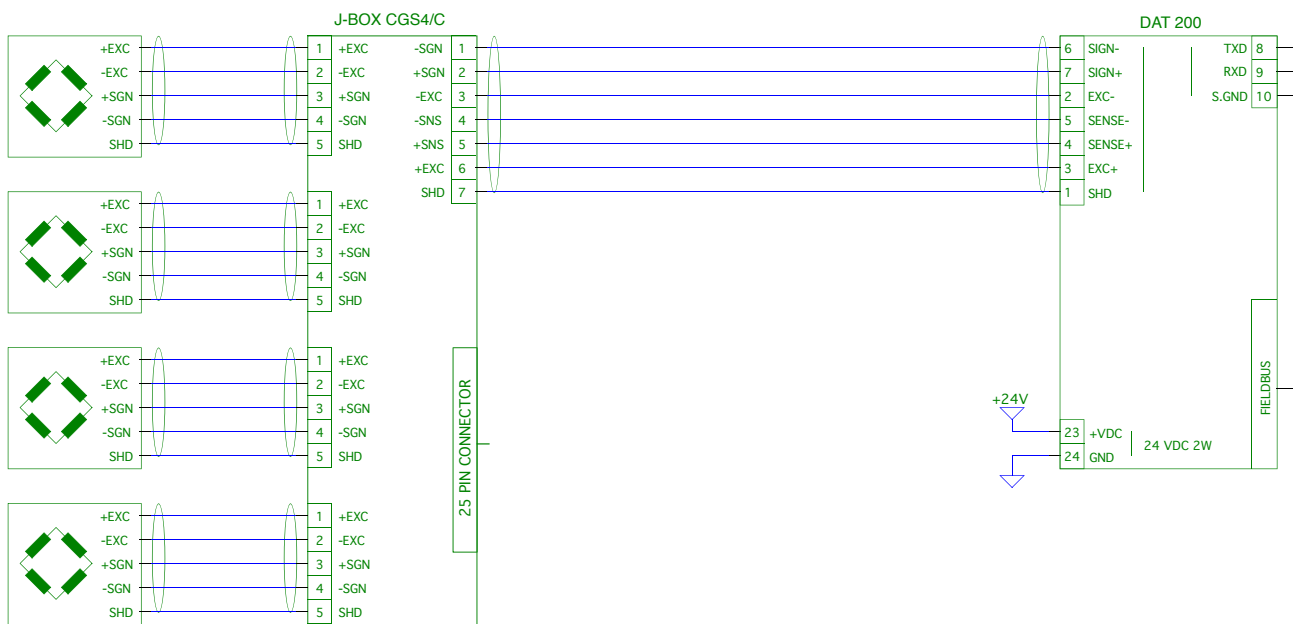 J-BOX CGS4/C
DAT 200
+EXC 1 +EXC -SGN 1 6 SIGN- TXD 8
-EXC 2 -EXC +SGN 2 7 SIGN+ RXD 9
+SGN 3 +SGN -EXC 3 2 EXC- S.GND 10
-SGN 4 -SGN -SNS 4 5 SENSE-
SHD 5 SHD +SNS 5 4 SENSE+
+EXC 6 3 EXC+
SHD 7 1 SHD
+EXC 1 +EXC
-EXC 2 -EXC
+SGN 3 +SGN
-SGN 4 -SGN
SHD 5 SHD
+EXC 1 +EXC
-EXC 2 -EXC
+SGN 3 +SGN
-SGN 4 -SGN
SHD 5 SHD
25 PIN CONNECTOR
+24V
23 +VDC
24 GND
24 VDC 2W
FIELDBUS
+EXC 1 +EXC
-EXC 2 -EXC
+SGN 3 +SGN
-SGN 4 -SGN
SHD 5 SHD